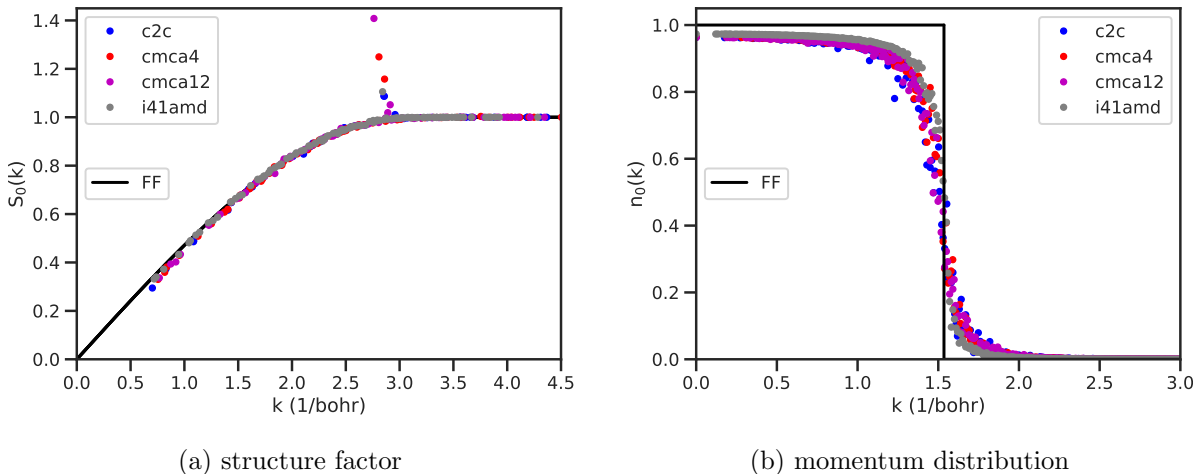 1.4
1.2
1.0
0.8
0.6
0.4
0.2
0.0
S0(k)
c2c
cmca4
cmca12
i41amd
FF
0.0 0.5 1.0 1.5 2.0 2.5 3.0 3.5 4.0 4.5
k (1/bohr)
(a) structure factor
1.0
0.8
0.6
0.4
0.2
0.0
n0(k)
c2c
cmca4
cmca12
i41amd
FF
0.0 0.5 1.0 1.5 2.0 2.5 3.0
k (1/bohr)
(b) momentum distribution